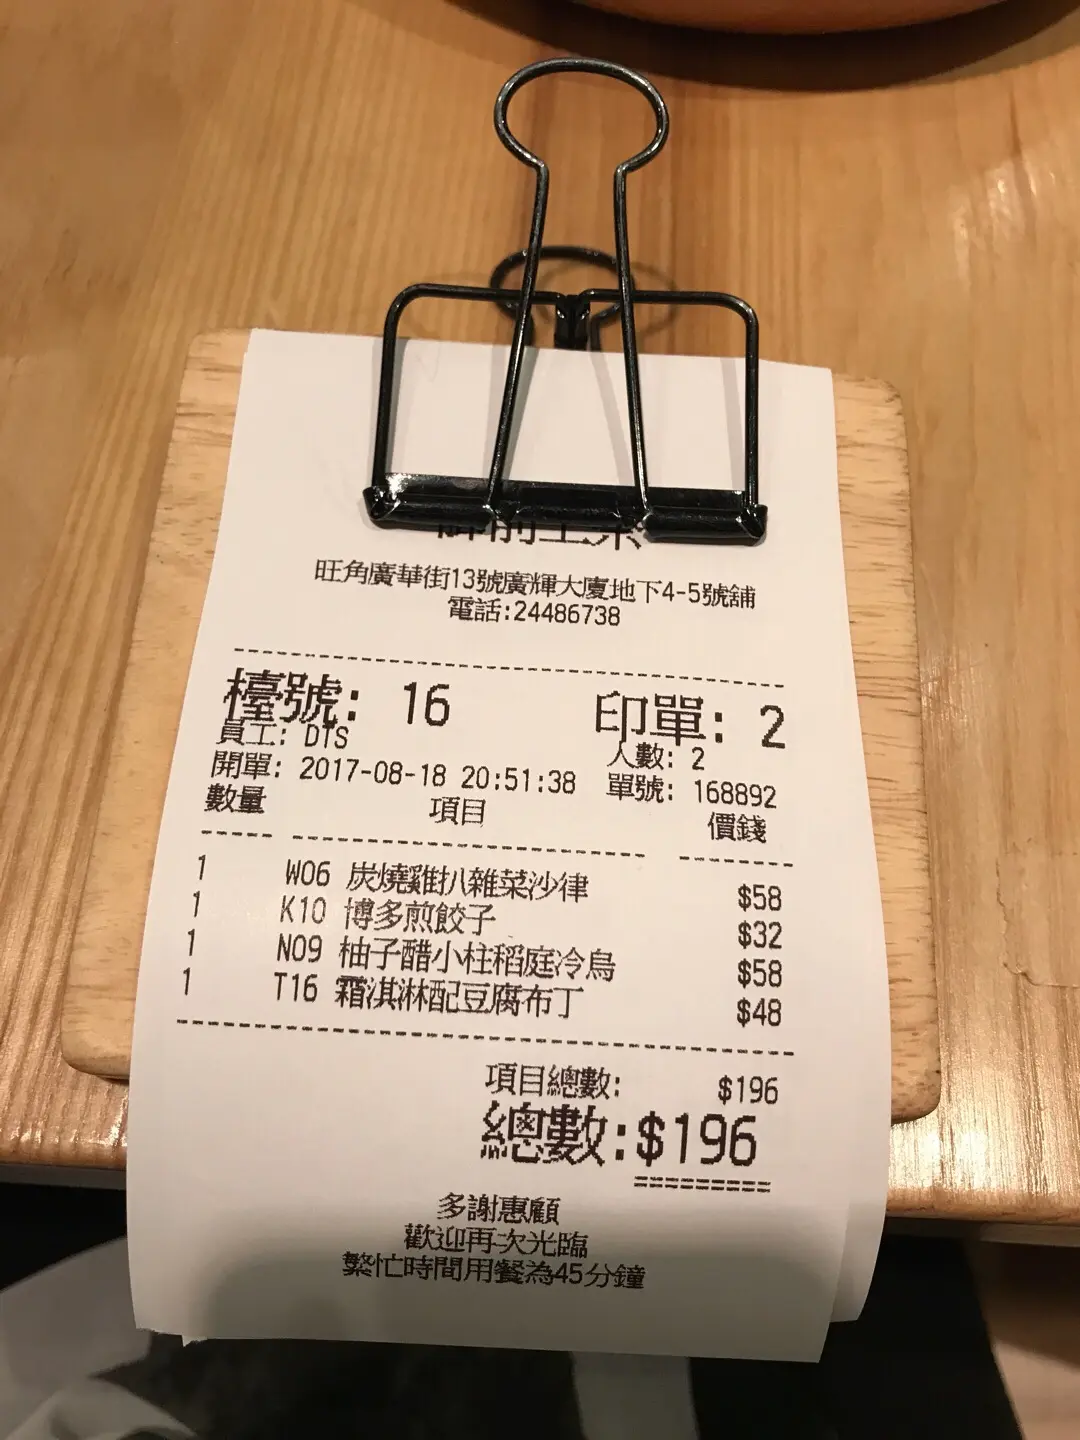 旺角廣華街13號廣輝大廈地下4-5號舖
電話:24486738
檯號: 16 印單: 2
員工: DTS 人數: 2
開單: 2017-08-18 20:51:38 單號: 168892
數量 項目 價錢
1 W06 炭燒雞扒雜菜沙律 $58
1 K10 博多煎餃子 $32
1 N09 柚子醋小柱稻庭冷烏 $58
1 T16 霜淇淋配豆腐布丁 $48
項目總數: $196
總數:$196
多謝惠顧
歡迎再次光臨
繁忙時間用餐為45分鐘